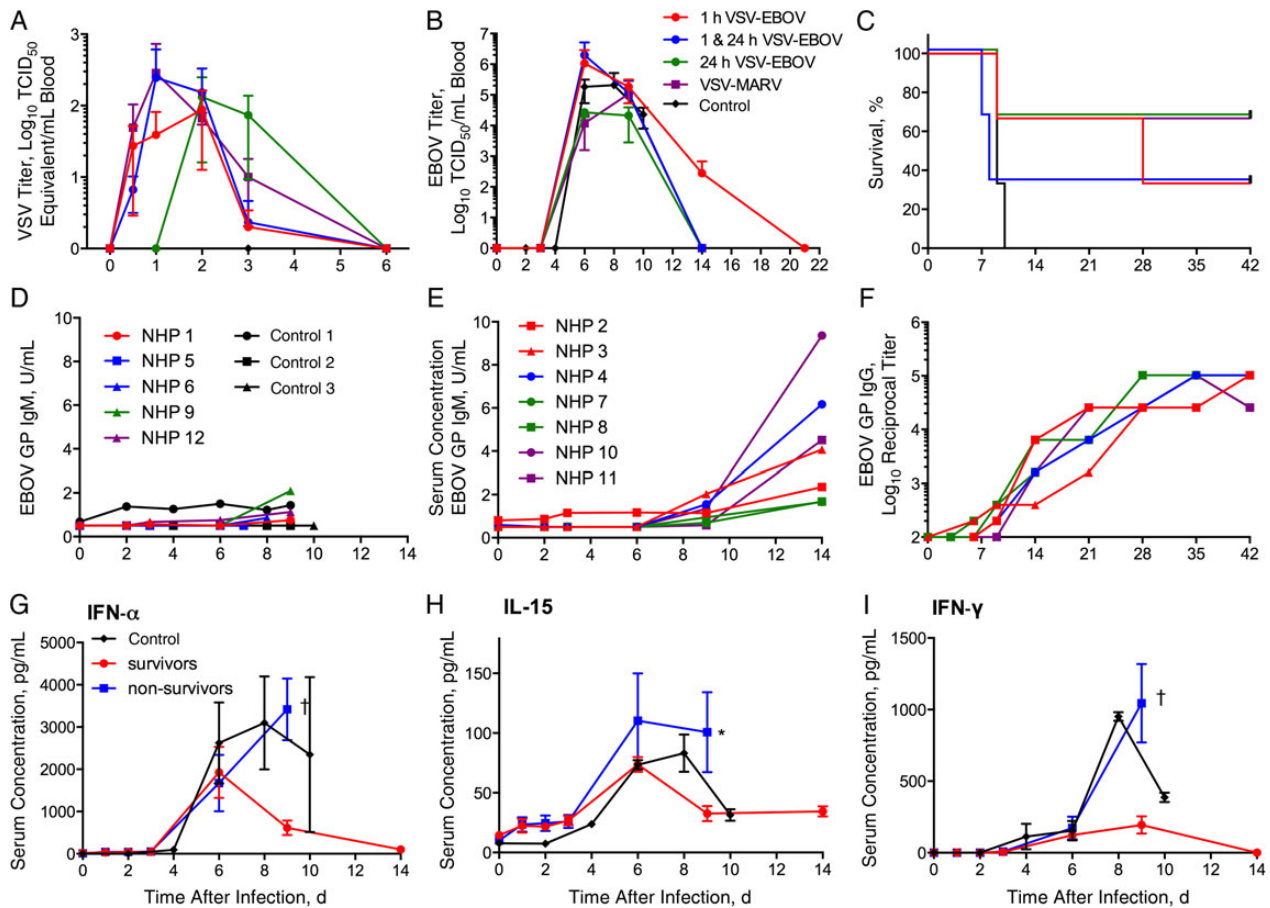 A
VSV Titer, Log10 TCID50
Equivalent/mL Blood
3
2
1
0
0 1 2 3 4 5 6
B
EBOV Titer,
Log10 TCID50/mL Blood
7
6
5
4
3
2
1
0
0 2 4 6 8 10 12 14 16 18 20 22
1 h VSV-EBOV
1 & 24 h VSV-EBOV
24 h VSV-EBOV
VSV-MARV
Control
C
Survival, %
100
80
60
40
20
0
0 7 14 21 28 35 42
D
EBOV GP IgM, U/mL
10
8
6
4
2
0
0 2 4 6 8 10 12 14
NHP 1
NHP 5
NHP 6
NHP 9
NHP 12
Control 1
Control 2
Control 3
E
Serum Concentration
EBOV GP IgM, U/mL
10
8
6
4
2
0
0 2 4 6 8 10 12 14
NHP 2
NHP 3
NHP 4
NHP 7
NHP 8
NHP 10
NHP 11
F
EBOV GP IgG,
Log10 Reciprocal Titer
6
5
4
3
2
0 7 14 21 28 35 42
G
IFN-α
Serum Concentration, pg/mL
5000
4000
3000
2000
1000
0
Control
survivors
non-survivors
†
0 2 4 6 8 10 12 14
Time After Infection, d
H
IL-15
Serum Concentration, pg/mL
150
100
50
0
*
0 2 4 6 8 10 12 14
Time After Infection, d
I
IFN-γ
Serum Concentration, pg/mL
1500
1000
500
0
†
0 2 4 6 8 10 12 14
Time After Infection, d